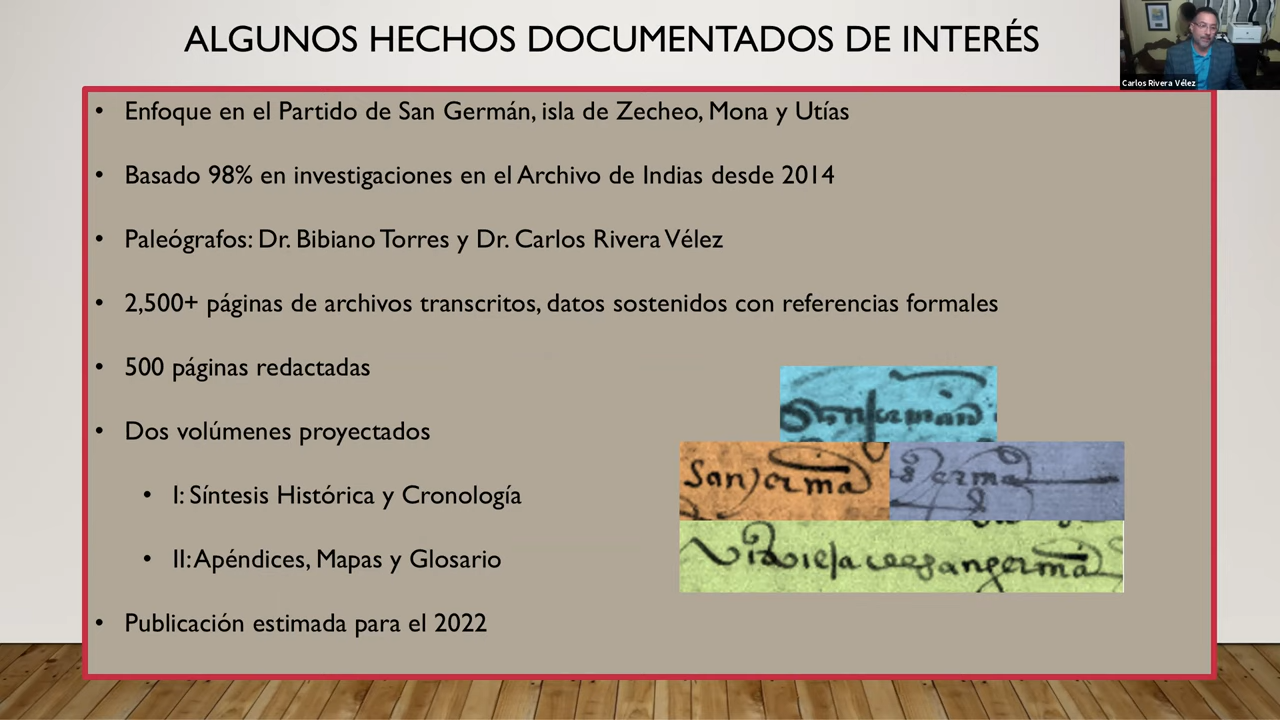 ALGUNOS HECHOS DOCUMENTADOS DE INTERÉS
Carlos Rivera Vélez
• Enfoque en el Partido de San Germán, isla de Zecheo, Mona y Utías
• Basado 98% en investigaciones en el Archivo de Indias desde 2014
• Paleógrafos: Dr. Bibiano Torres y Dr. Carlos Rivera Vélez
• 2,500+ páginas de archivos transcritos, datos sostenidos con referencias formales
• 500 páginas redactadas
• Dos volúmenes proyectados
• I: Síntesis Histórica y Cronología
• II: Apéndices, Mapas y Glosario
• Publicación estimada para el 2022